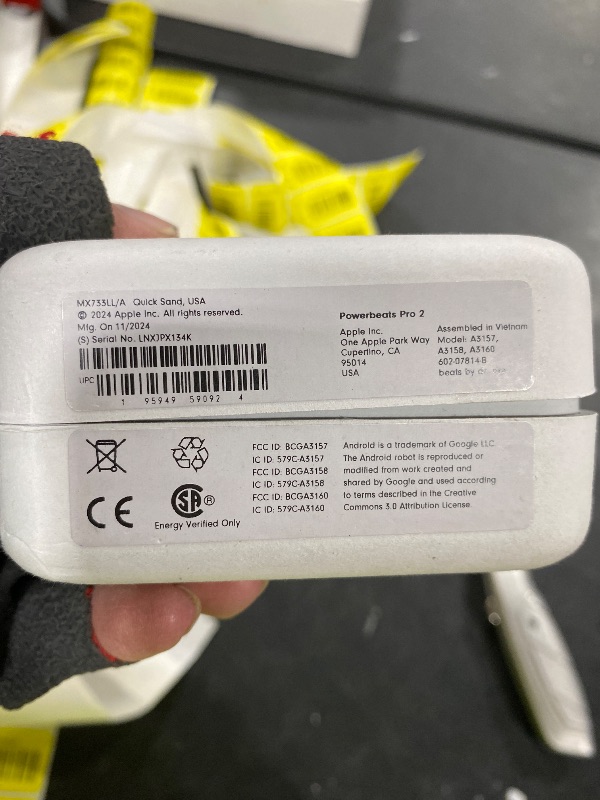 MX733LL/A Quick Sand, USA
© 2024 Apple Inc. All rights reserved.
Mfg. On 11/2024
(S) Serial No. LNXJPX134K
UPC
1 95949 59092 4
Powerbeats Pro 2
Apple Inc.
One Apple Park Way
Cupertino, CA
95014
USA
Assembled in Vietnam
Model: A3157,
A3158, A3160
602-07814-B
beats by
CE
SA ®
Energy Verified Only
FCC ID: BCGA3157
IC ID: 579C-A3157
FCC ID: BCGA3158
IC ID: 579C-A3158
FCC ID: BCGA3160
IC ID: 579C-A3160
Android is a trademark of Google LLC.
The Android robot is reproduced or
modified from work created and
shared by Google and used according
to terms described in the Creative
Commons 3.0 Attribution License.